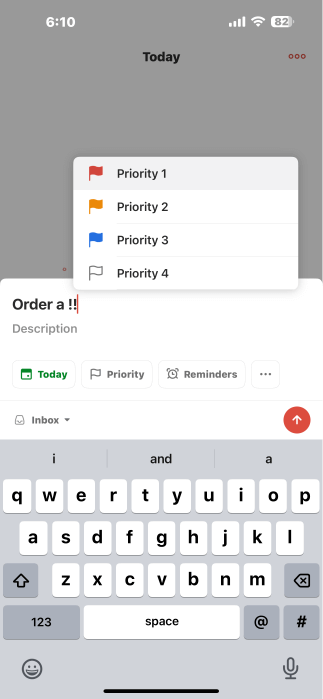 6:10
82
Today
Priority 1
Priority 2
Priority 3
Priority 4
Order a !!
Description
Today
Priority
Reminders
Inbox
i and a
q w e r t y u i o p
a s d f g h j k l
z x c v b n m
123 space @ #